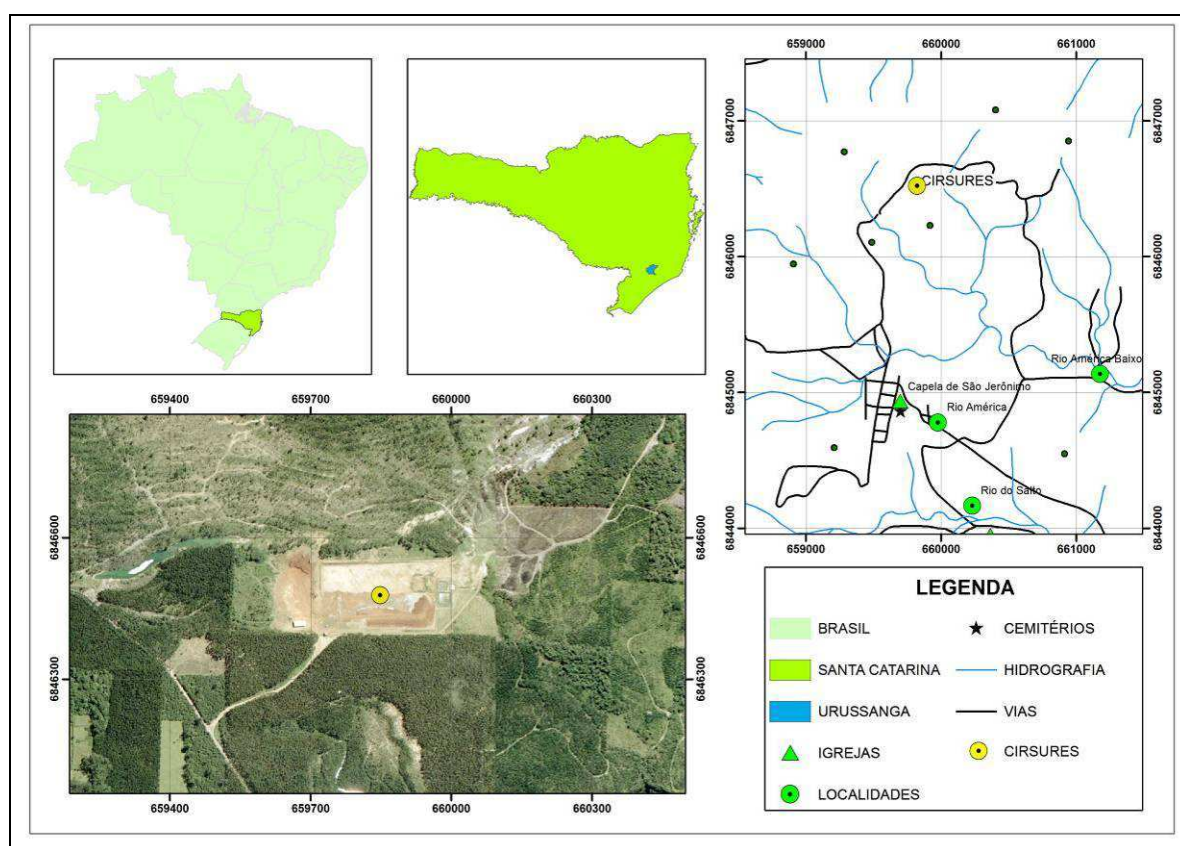 659000 660000 661000
6847000 6847000
CIRSURES
6846000 6846000
Rio América Baixo
6845000 6845000
Capela de São Jerônimo
Rio América
Rio do Salto
6844000 6844000
659000 660000 661000
659400 659700 660000 660300
6846600 6846600
6846300 6846300
659400 659700 660000 660300
LEGENDA
BRASIL
SANTA CATARINA
URUSSANGA
IGREJAS
LOCALIDADES
CEMITÉRIOS
HIDROGRAFIA
VIAS
CIRSURES